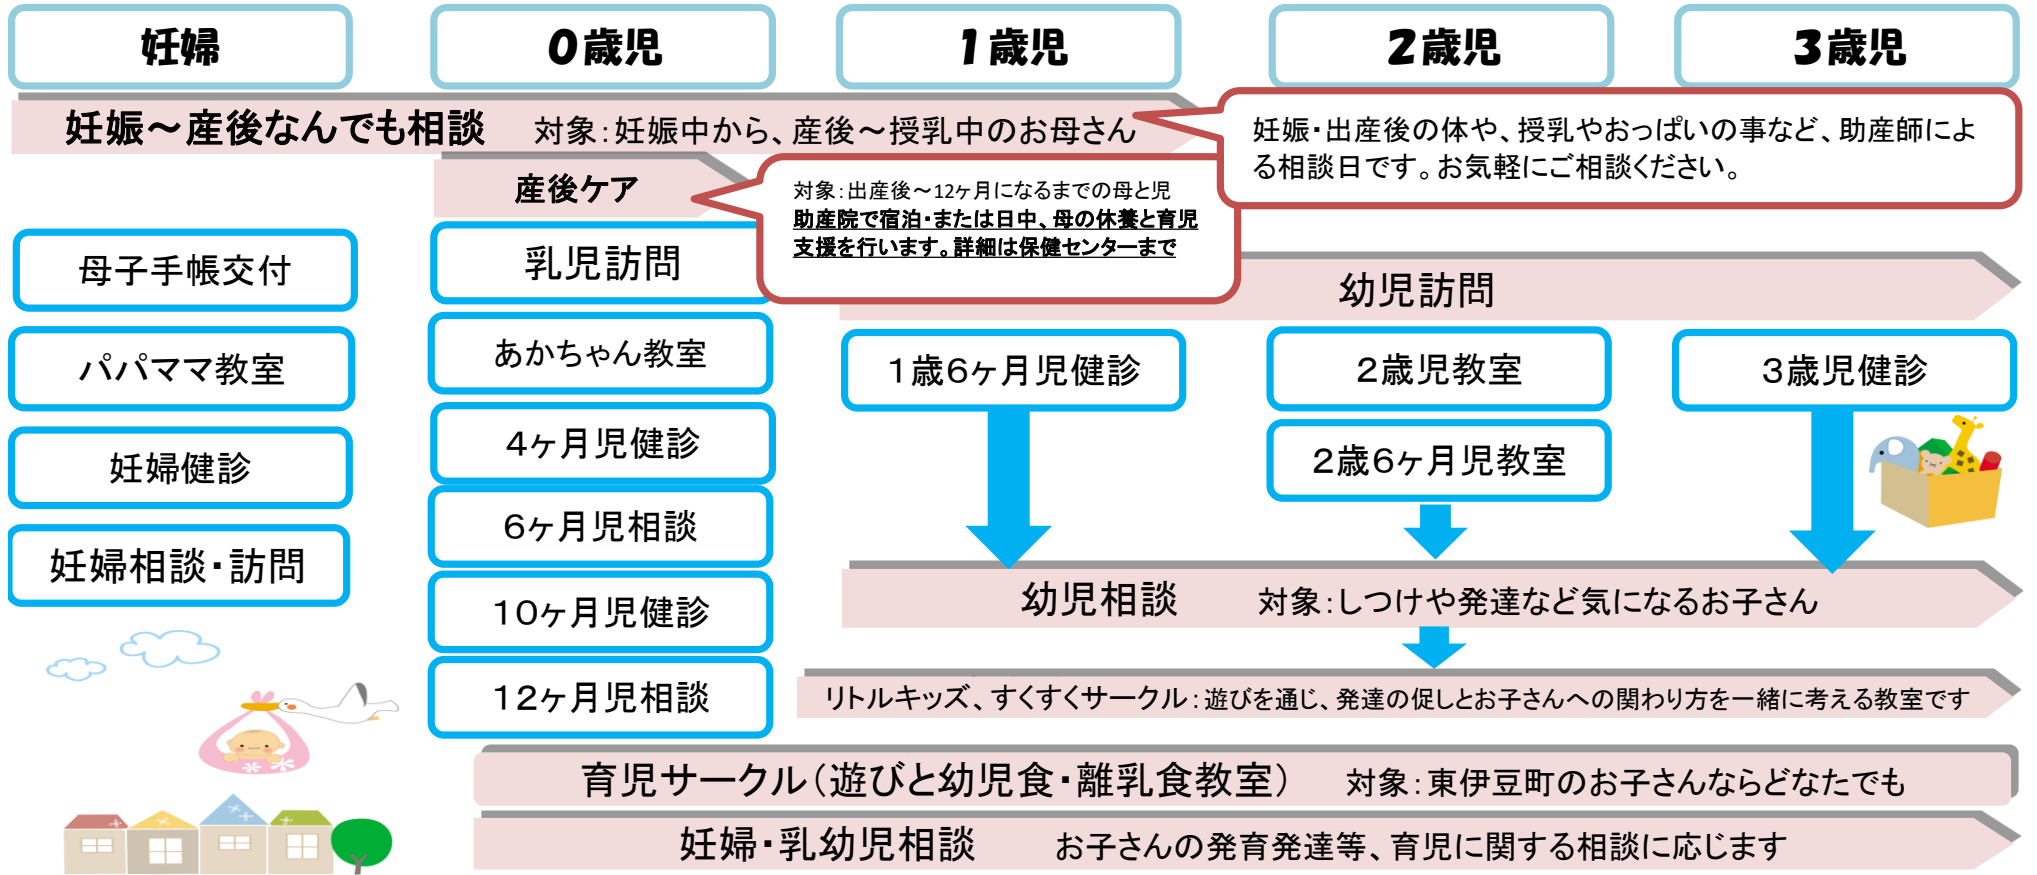 妊婦
0歳児
1歳児
2歳児
3歳児
妊娠～産後なんでも相談 対象：妊娠中から、産後～授乳中のお母さん
妊娠・出産後の体や、授乳やおっぱいの事など、助産師によ
る相談日です。お気軽にご相談ください。
産後ケア
対象：出産後～12ヶ月になるまでの母と児
助産院で宿泊・または日中、母の休養と育児
支援を行います。詳細は保健センターまで
母子手帳交付
パパママ教室
妊婦健診
妊婦相談・訪問
乳児訪問
あかちゃん教室
4ヶ月児健診
6ヶ月児相談
10ヶ月児健診
12ヶ月児相談
幼児訪問
1歳6ヶ月児健診
2歳児教室
2歳6ヶ月児教室
3歳児健診
幼児相談 対象：しつけや発達など気になるお子さん
リトルキッズ、すくすくサークル：遊びを通じ、発達の促しとお子さんへの関わり方を一緒に考える教室です
育児サークル（遊びと幼児食・離乳食教室） 対象：東伊豆町のお子さんならどなたでも
妊婦・乳幼児相談 お子さんの発育発達等、育児に関する相談に応じます